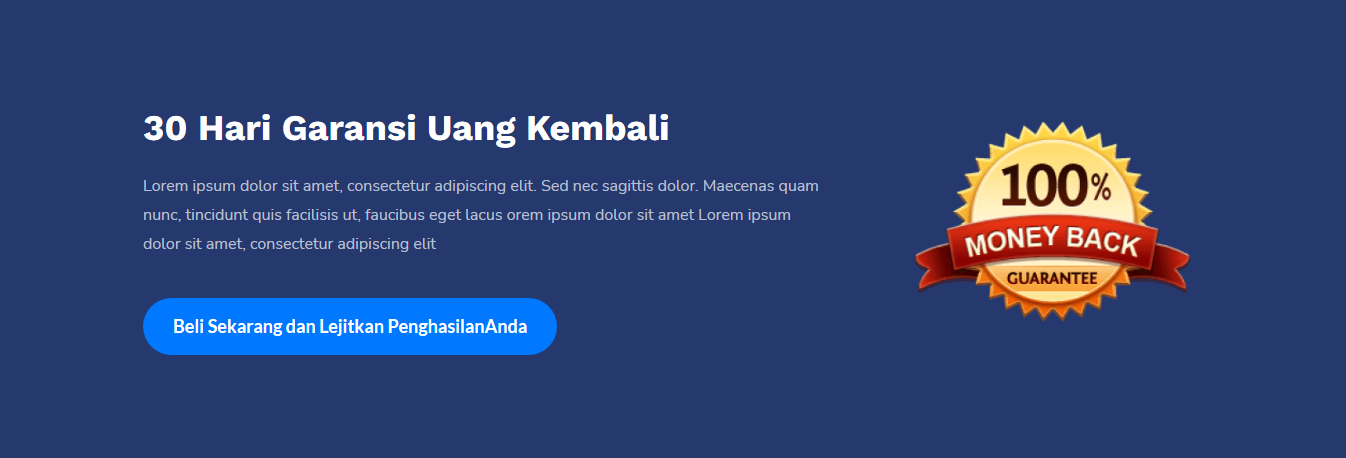 30 Hari Garansi Uang Kembali
Lorem ipsum dolor sit amet, consectetur adipiscing elit. Sed nec sagittis dolor. Maecenas quam
nunc, tincidunt quis facilisis ut, faucibus eget lacus orem ipsum dolor sit amet Lorem ipsum
dolor sit amet, consectetur adipiscing elit
Beli Sekarang dan Lejitkan PenghasilanAnda
100%
MONEY BACK
GUARANTEE